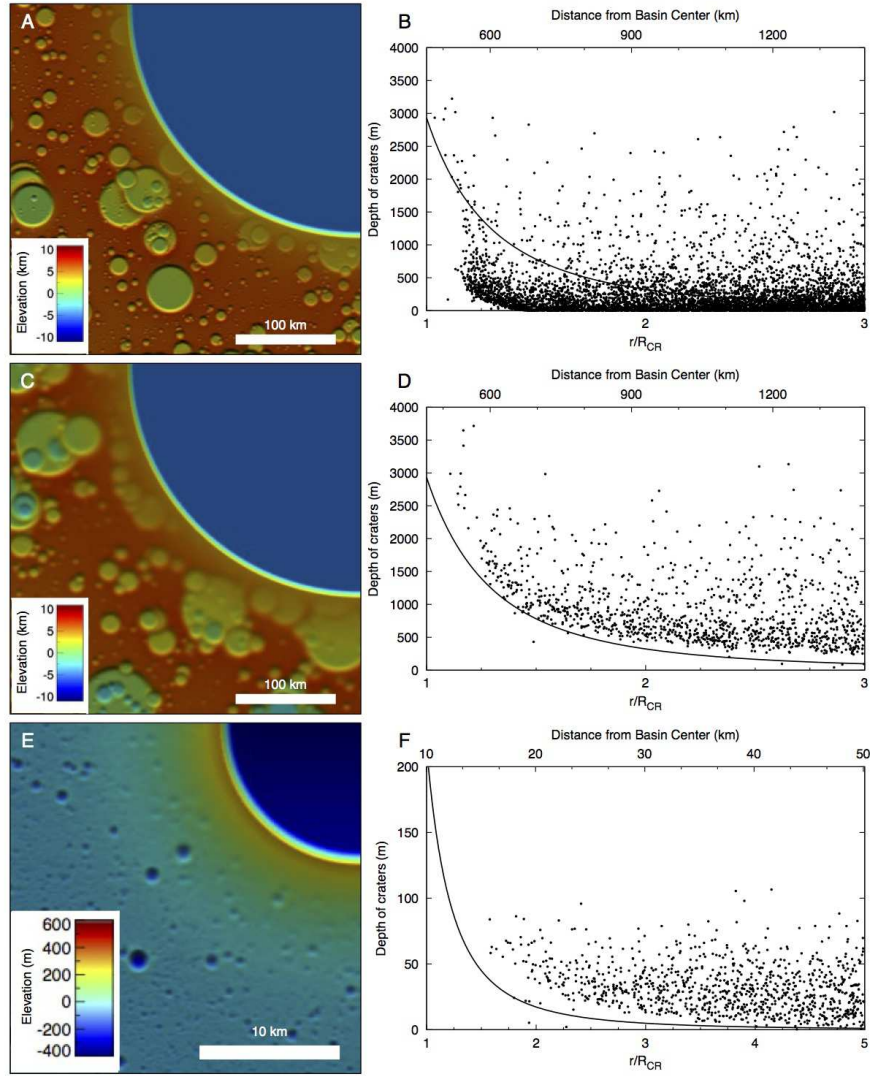 A
Elevation (km)
10
5
0
-5
-10
100 km
B
Distance from Basin Center (km)
600
900
1200
Depth of craters (m)
4000
3500
3000
2500
2000
1500
1000
500
0
1
2
3
r/R_CR
C
Elevation (km)
10
5
0
-5
-10
100 km
D
Distance from Basin Center (km)
600
900
1200
Depth of craters (m)
4000
3500
3000
2500
2000
1500
1000
500
0
1
2
3
r/R_CR
E
Elevation (m)
600
400
200
0
-200
-400
10 km
F
Distance from Basin Center (km)
10
20
30
40
50
Depth of craters (m)
200
150
100
50
0
1
2
3
4
5
r/R_CR